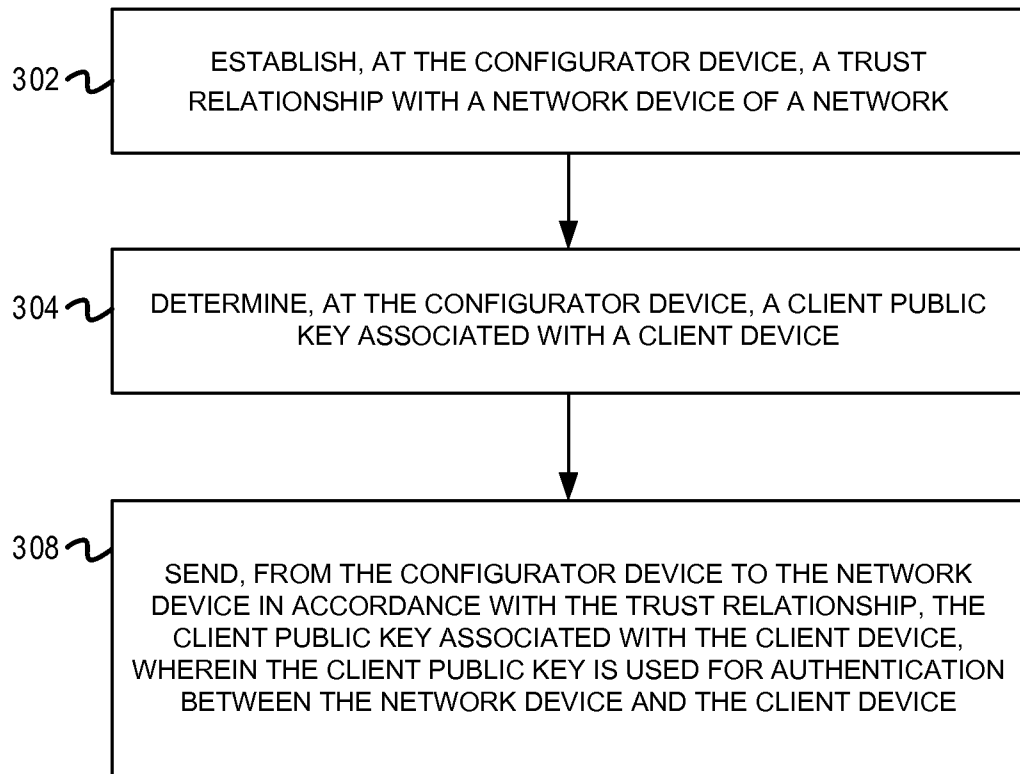 302
ESTABLISH, AT THE CONFIGURATOR DEVICE, A TRUST
RELATIONSHIP WITH A NETWORK DEVICE OF A NETWORK
304
DETERMINE, AT THE CONFIGURATOR DEVICE, A CLIENT PUBLIC
KEY ASSOCIATED WITH A CLIENT DEVICE
308
SEND, FROM THE CONFIGURATOR DEVICE TO THE NETWORK
DEVICE IN ACCORDANCE WITH THE TRUST RELATIONSHIP, THE
CLIENT PUBLIC KEY ASSOCIATED WITH THE CLIENT DEVICE,
WHEREIN THE CLIENT PUBLIC KEY IS USED FOR AUTHENTICATION
BETWEEN THE NETWORK DEVICE AND THE CLIENT DEVICE